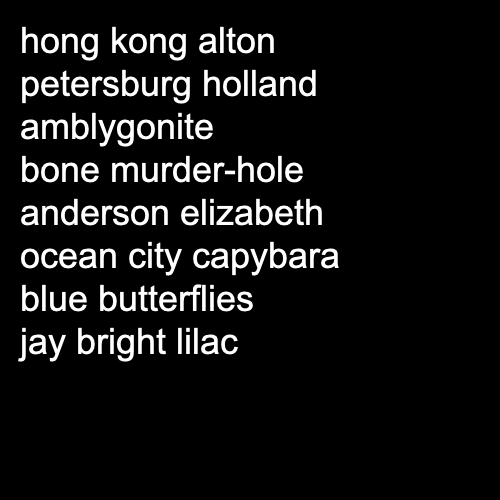 hong kong alton
petersburg holland
amblygonite
bone murder-hole
anderson elizabeth
ocean city capybara
blue butterflies
jay bright lilac